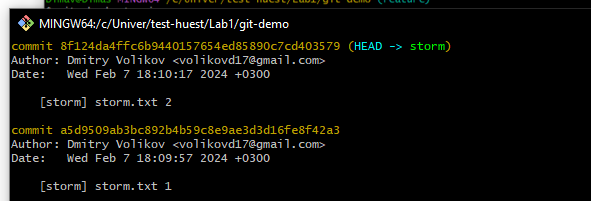 MINGW64:/c/Univer/test-huest/Lab1/git-demo
commit 8f124da4ffc6b9440157654ed85890c7cd403579 (HEAD -> storm)
Author: Dmitry Volikov <volikovd17@gmail.com>
Date:   Wed Feb 7 18:10:17 2024 +0300
[storm] storm.txt 2
commit a5d9509ab3bc892b4b59c8e9ae3d3d16fe8f42a3
Author: Dmitry Volikov <volikovd17@gmail.com>
Date:   Wed Feb 7 18:09:57 2024 +0300
[storm] storm.txt 1